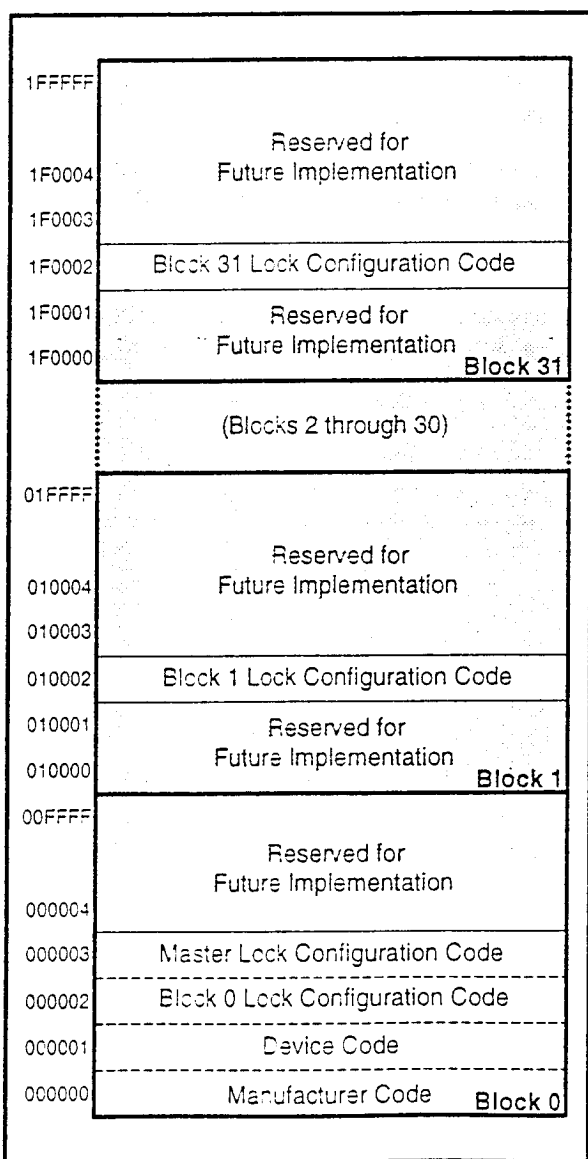 1FFFFF
Reserved for
1F0004 Future Implementation
1F0003
1F0002 Block 31 Lock Configuration Code
1F0001 Reserved for
1F0000 Future Implementation Block 31
(Blocks 2 through 30)
01FFFF
Reserved for
010004 Future Implementation
010003
010002 Block 1 Lock Configuration Code
010001 Reserved for
010000 Future Implementation Block 1
00FFFF
Reserved for
Future Implementation
000004
000003 Master Lock Configuration Code
000002 Block 0 Lock Configuration Code
000001 Device Code
000000 Manufacturer Code Block 0